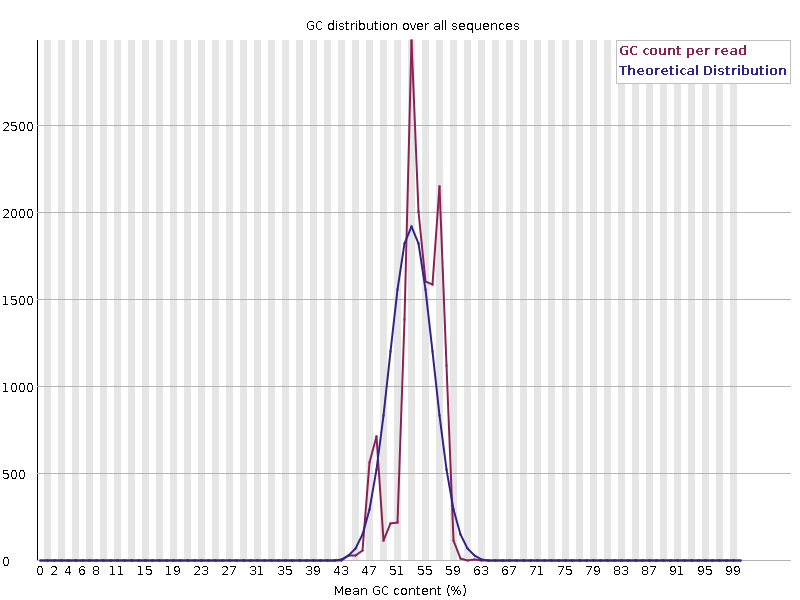 GC distribution over all sequences
GC count per read
Theoretical Distribution
2500
2000
1500
1000
500
0
0 2 4 6 8 11 15 19 23 27 31 35 39 43 47 51 55 59 63 67 71 75 79 83 87 91 95 99
Mean GC content (%)